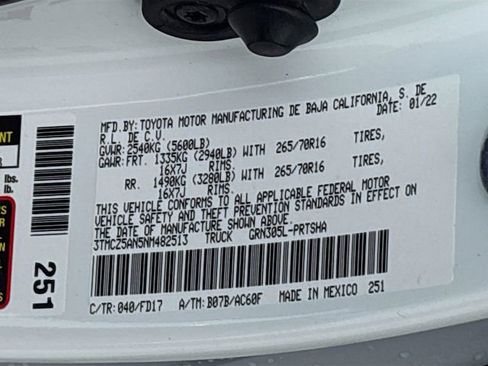 MFD.BY: TOYOTA MOTOR MANUFACTURING DE BAJA CALIFORNIA, S. DE
R.L. DE C.V. 01/22
GVWR: 2540KG (5600LB)
GAWR: FRT. 1335KG (2940LB) WITH 265/70R16 TIRES,
16X7J RIMS.
RR. 1490KG (3280LB) WITH 265/70R16 TIRES,
16X7J RIMS.
THIS VEHICLE CONFORMS TO ALL APPLICABLE FEDERAL MOTOR
VEHICLE SAFETY AND THEFT PREVENTION STANDARDS IN EFFECT ON
THE DATE OF MANUFACTURE SHOWN ABOVE.
3TMCZ5AN5NM482513 TRUCK GRN305L-PRTSHA
C/TR: 040/FD17 A/TM: B07B/AC60F MADE IN MEXICO 251
251
lb.